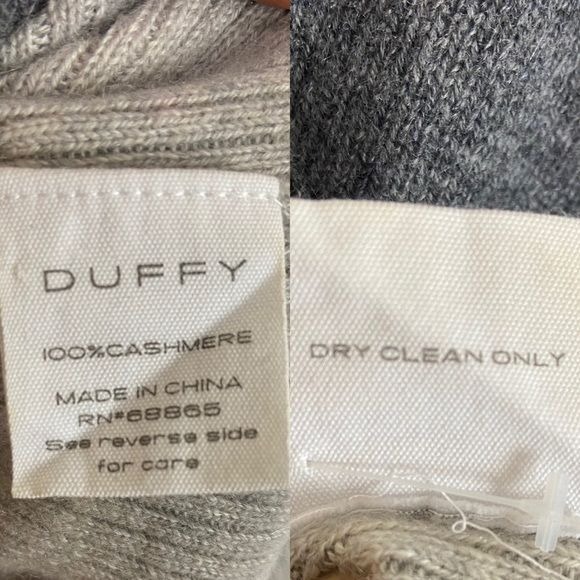 DUFFY
100%CASHMERE
MADE IN CHINA
RN#68865
See reverse side
for care
DRY CLEAN ONLY